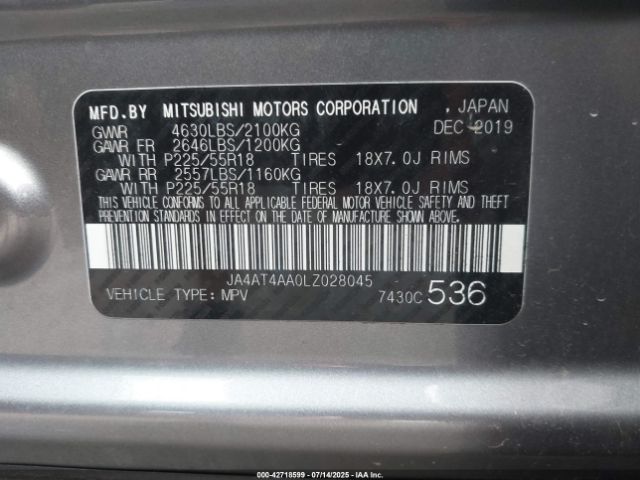 MFD.BY MITSUBISHI MOTORS CORPORATION , JAPAN
GWWR 4630LBS/2100KG DEC 2019
GAWR FR 2646LBS/1200KG
WITH P225/55R18 TIRES 18X7.0J RIMS
GAWR RR 2557LBS/1160KG
WITH P225/55R18 TIRES 18X7.0J RIMS
THIS VEHICLE CONFORMS TO ALL APPLICABLE FEDERAL MOTOR VEHICLE SAFETY AND THEFT
PREVENTION STANDARDS IN EFFECT ON THE DATE OF MANUFACTURE SHOWN ABOVE.
JA4AT4AA0LZ028045
VEHICLE TYPE: MPV 7430C 536
© IAA 42718599 - 07/14/2025 - IAAI.COM